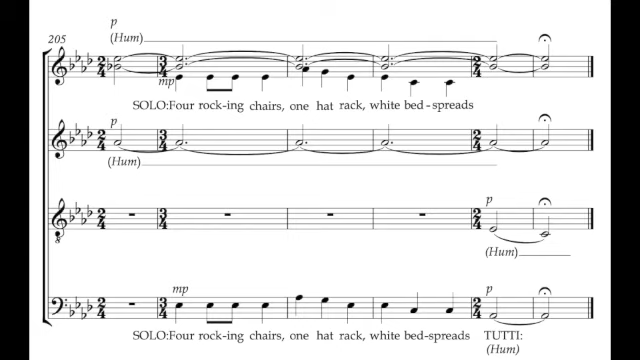 p
(Hum)
205
mp
SOLO:Four rock-ing chairs, one hat rack, white bed-spreads
p
(Hum)
p
(Hum)
mp
p
SOLO:Four rock-ing chairs, one hat rack, white bed-spreads TUTTI:
(Hum)